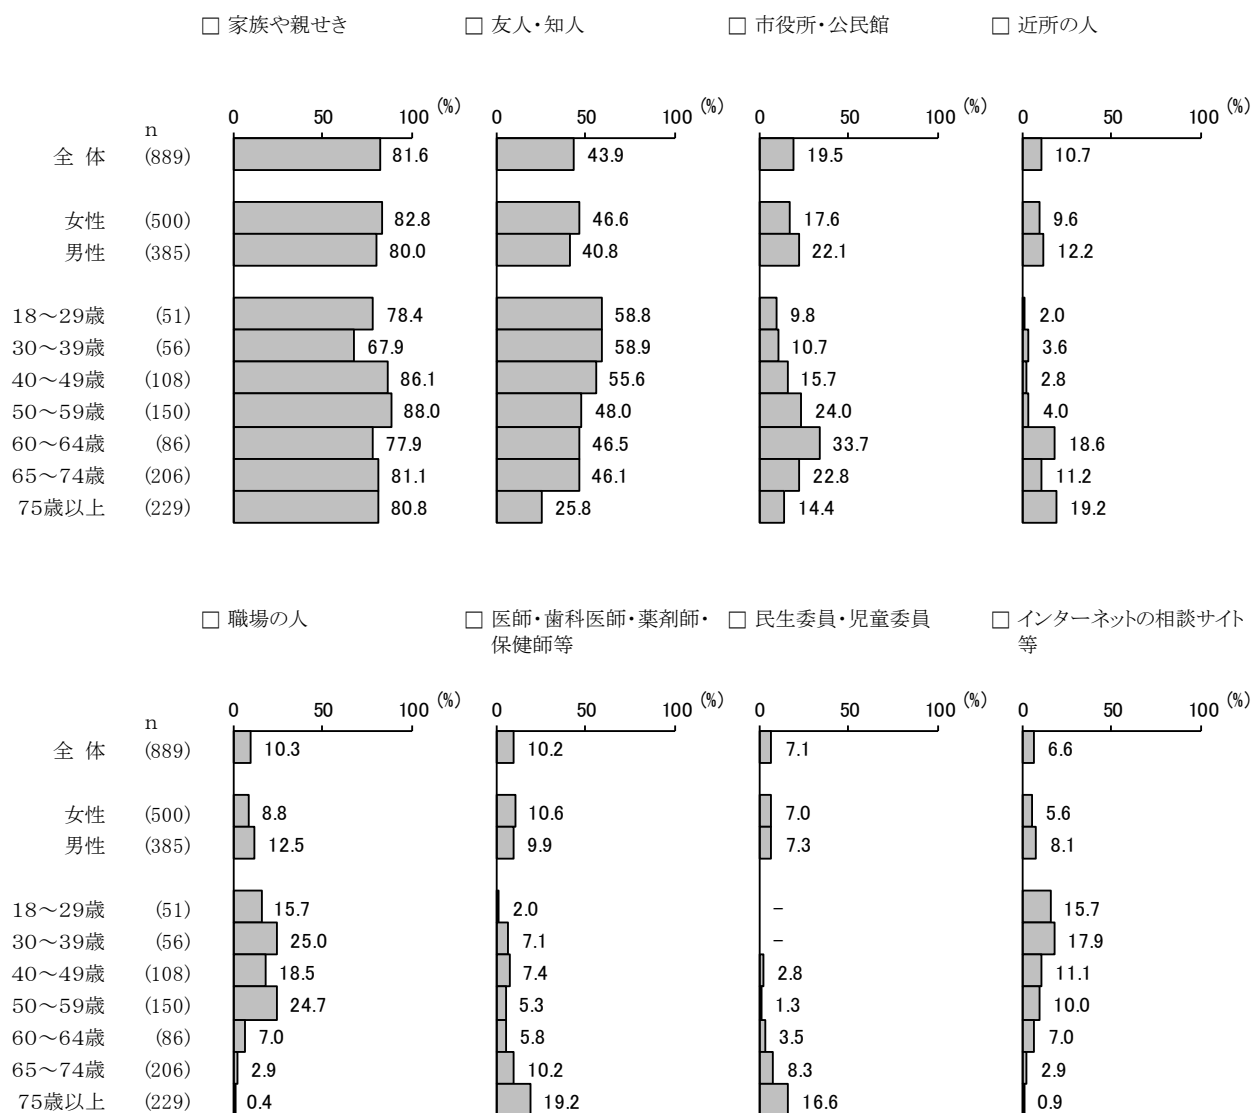 □ 家族や親せき □ 友人・知人 □ 市役所・公民館 □ 近所の人
0 50 100 (%) 0 50 100 (%) 0 50 100 (%) 0 50 100 (%)
n
全 体 (889) 81.6 43.9 19.5 10.7
女性 (500) 82.8 46.6 17.6 9.6
男性 (385) 80.0 40.8 22.1 12.2
18～29歳 (51) 78.4 58.8 9.8 2.0
30～39歳 (56) 67.9 58.9 10.7 3.6
40～49歳 (108) 86.1 55.6 15.7 2.8
50～59歳 (150) 88.0 48.0 24.0 4.0
60～64歳 (86) 77.9 46.5 33.7 18.6
65～74歳 (206) 81.1 46.1 22.8 11.2
75歳以上 (229) 80.8 25.8 14.4 19.2
□ 職場の人 □ 医師・歯科医師・薬剤師・ □ 民生委員・児童委員 □ インターネットの相談サイト
保健師等 等
0 50 100 (%) 0 50 100 (%) 0 50 100 (%) 0 50 100 (%)
n
全 体 (889) 10.3 10.2 7.1 6.6
女性 (500) 8.8 10.6 7.0 5.6
男性 (385) 12.5 9.9 7.3 8.1
18～29歳 (51) 15.7 2.0 － 15.7
30～39歳 (56) 25.0 7.1 － 17.9
40～49歳 (108) 18.5 7.4 2.8 11.1
50～59歳 (150) 24.7 5.3 1.3 10.0
60～64歳 (86) 7.0 5.8 3.5 7.0
65～74歳 (206) 2.9 10.2 8.3 2.9
75歳以上 (229) 0.4 19.2 16.6 0.9